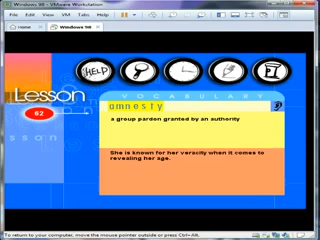 Windows 98 - VMware Workstation
File Edit View VM Tabs Help
Home
Windows 98
HELP
Lesson
VOCABULARY
62
amnesty
a group pardon granted by an authority
She is known for her veracity when it comes to
revealing her age.
To return to your computer, move the mouse pointer outside or press Ctrl+Alt.